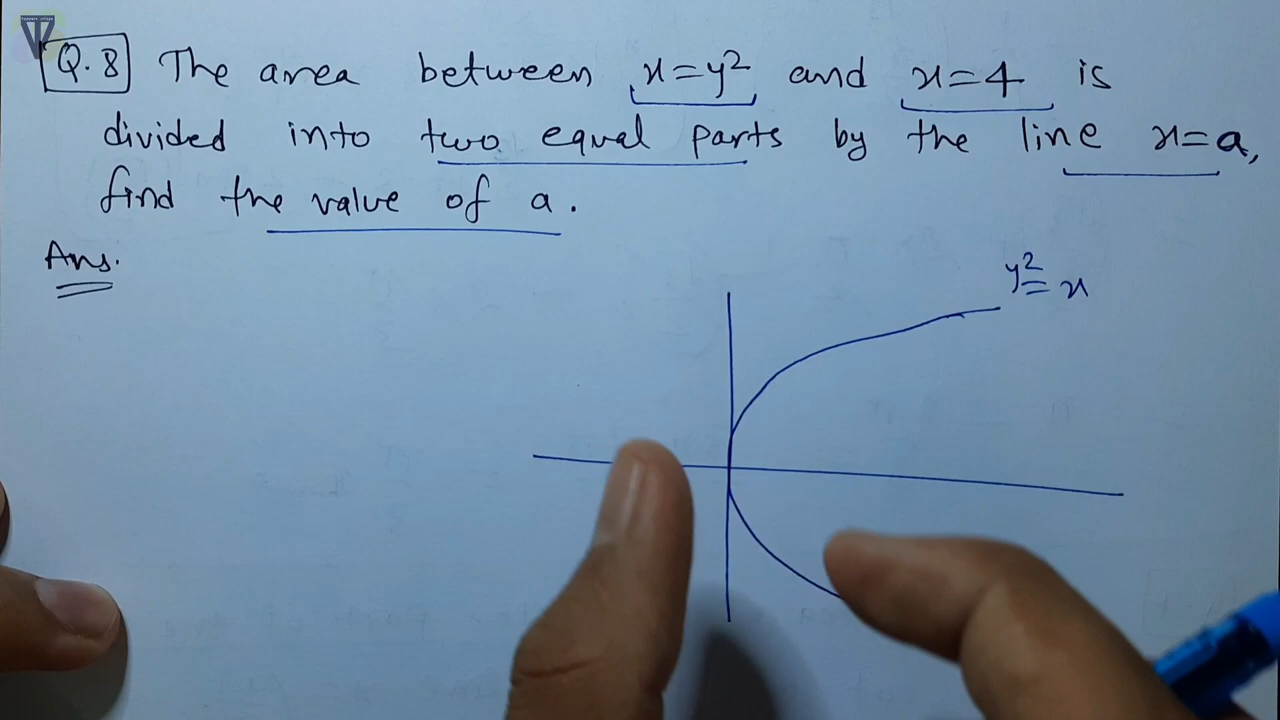 Q.8 The area between x=y² and x=4 is
divided into two equal parts by the line x=a,
find the value of a.
Ans.
y²=x